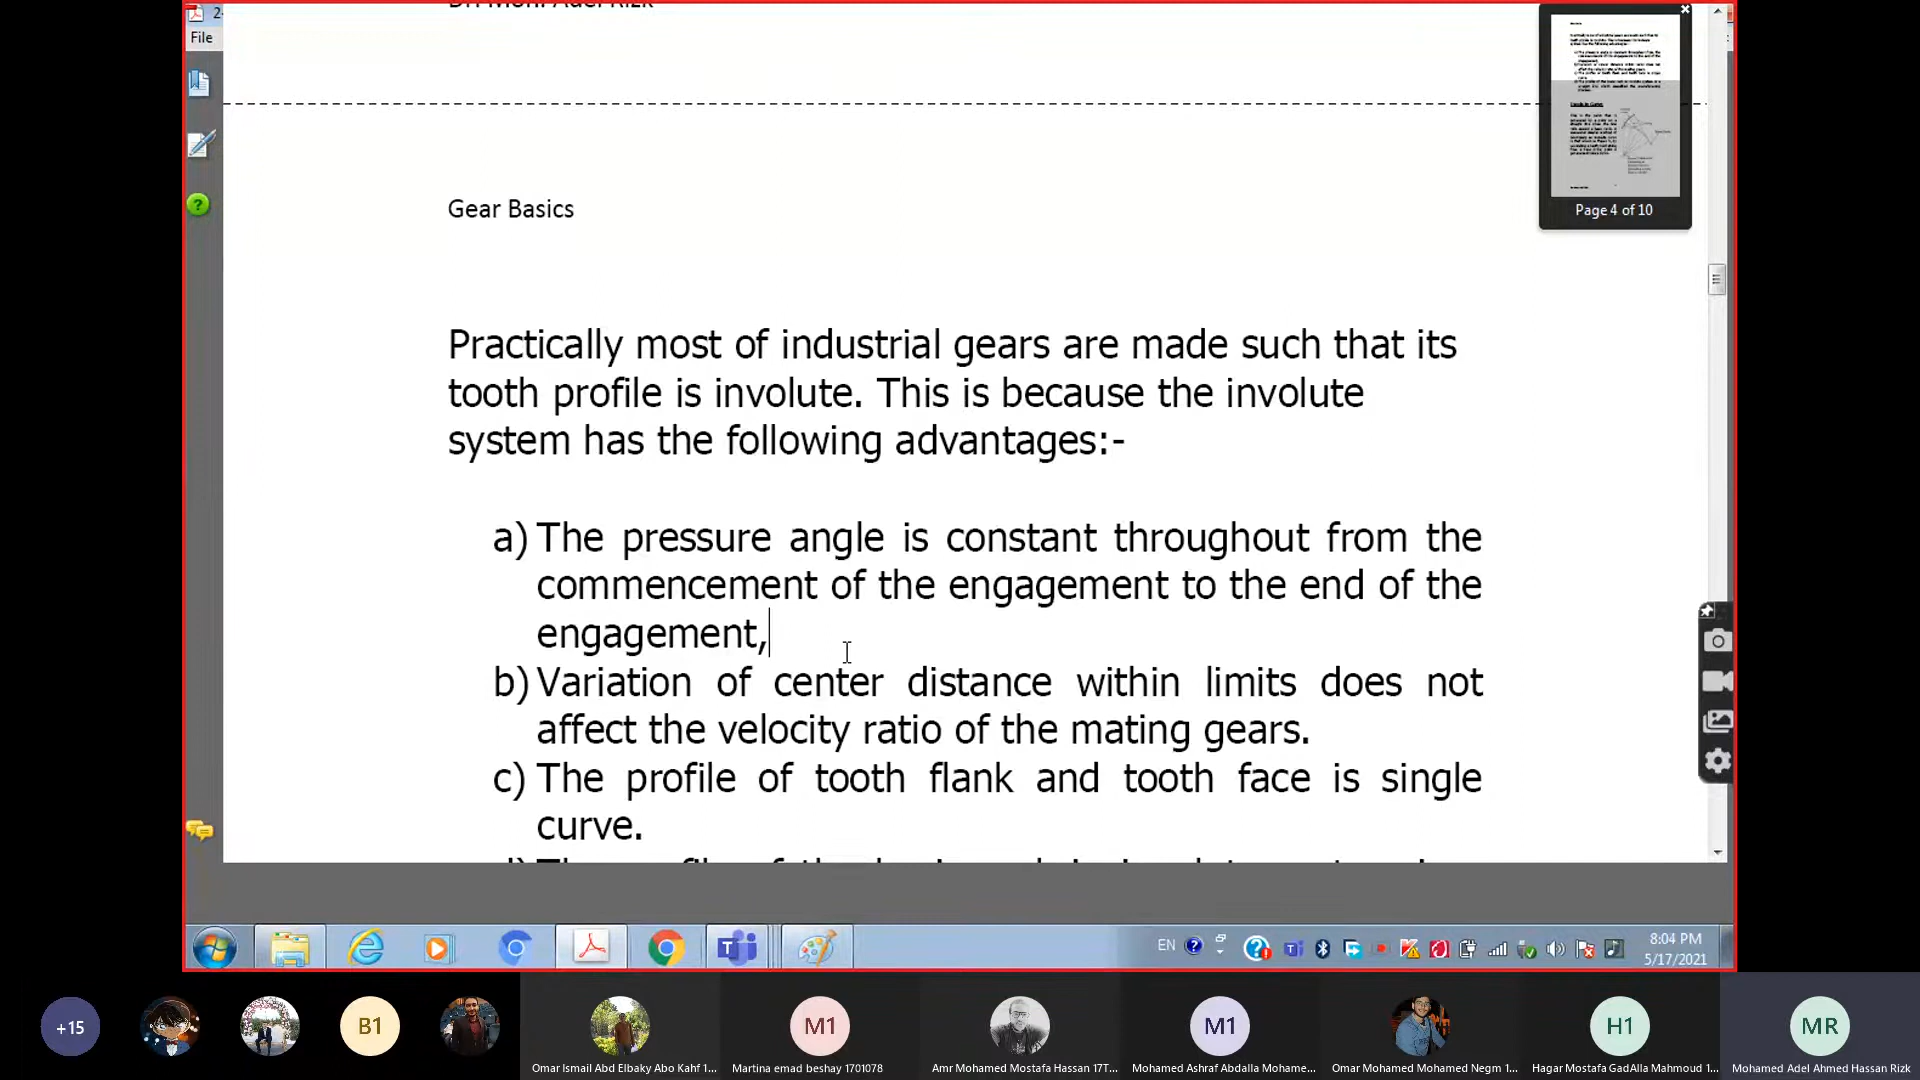 Dr. Moh. Adel Rizk
2-
File
Gear Basics
Page 4 of 10
Practically most of industrial gears are made such that its
tooth profile is involute. This is because the involute
system has the following advantages:-
a) The pressure angle is constant throughout from the
commencement of the engagement to the end of the
engagement,
b) Variation of center distance within limits does not
affect the velocity ratio of the mating gears.
c) The profile of tooth flank and tooth face is single
curve.
EN
8:04 PM
5/17/2021
+15
B1
M1
M1
H1
MR
Omar Ismail Abd Elbaky Abo Kahf 1...
Martina emad beshay 1701078
Amr Mohamed Mostafa Hassan 17T...
Mohamed Ashraf Abdalla Mohame...
Omar Mohamed Mohamed Negm 1...
Hagar Mostafa GadAlla Mahmoud 1...
Mohamed Adel Ahmed Hassan Rizk